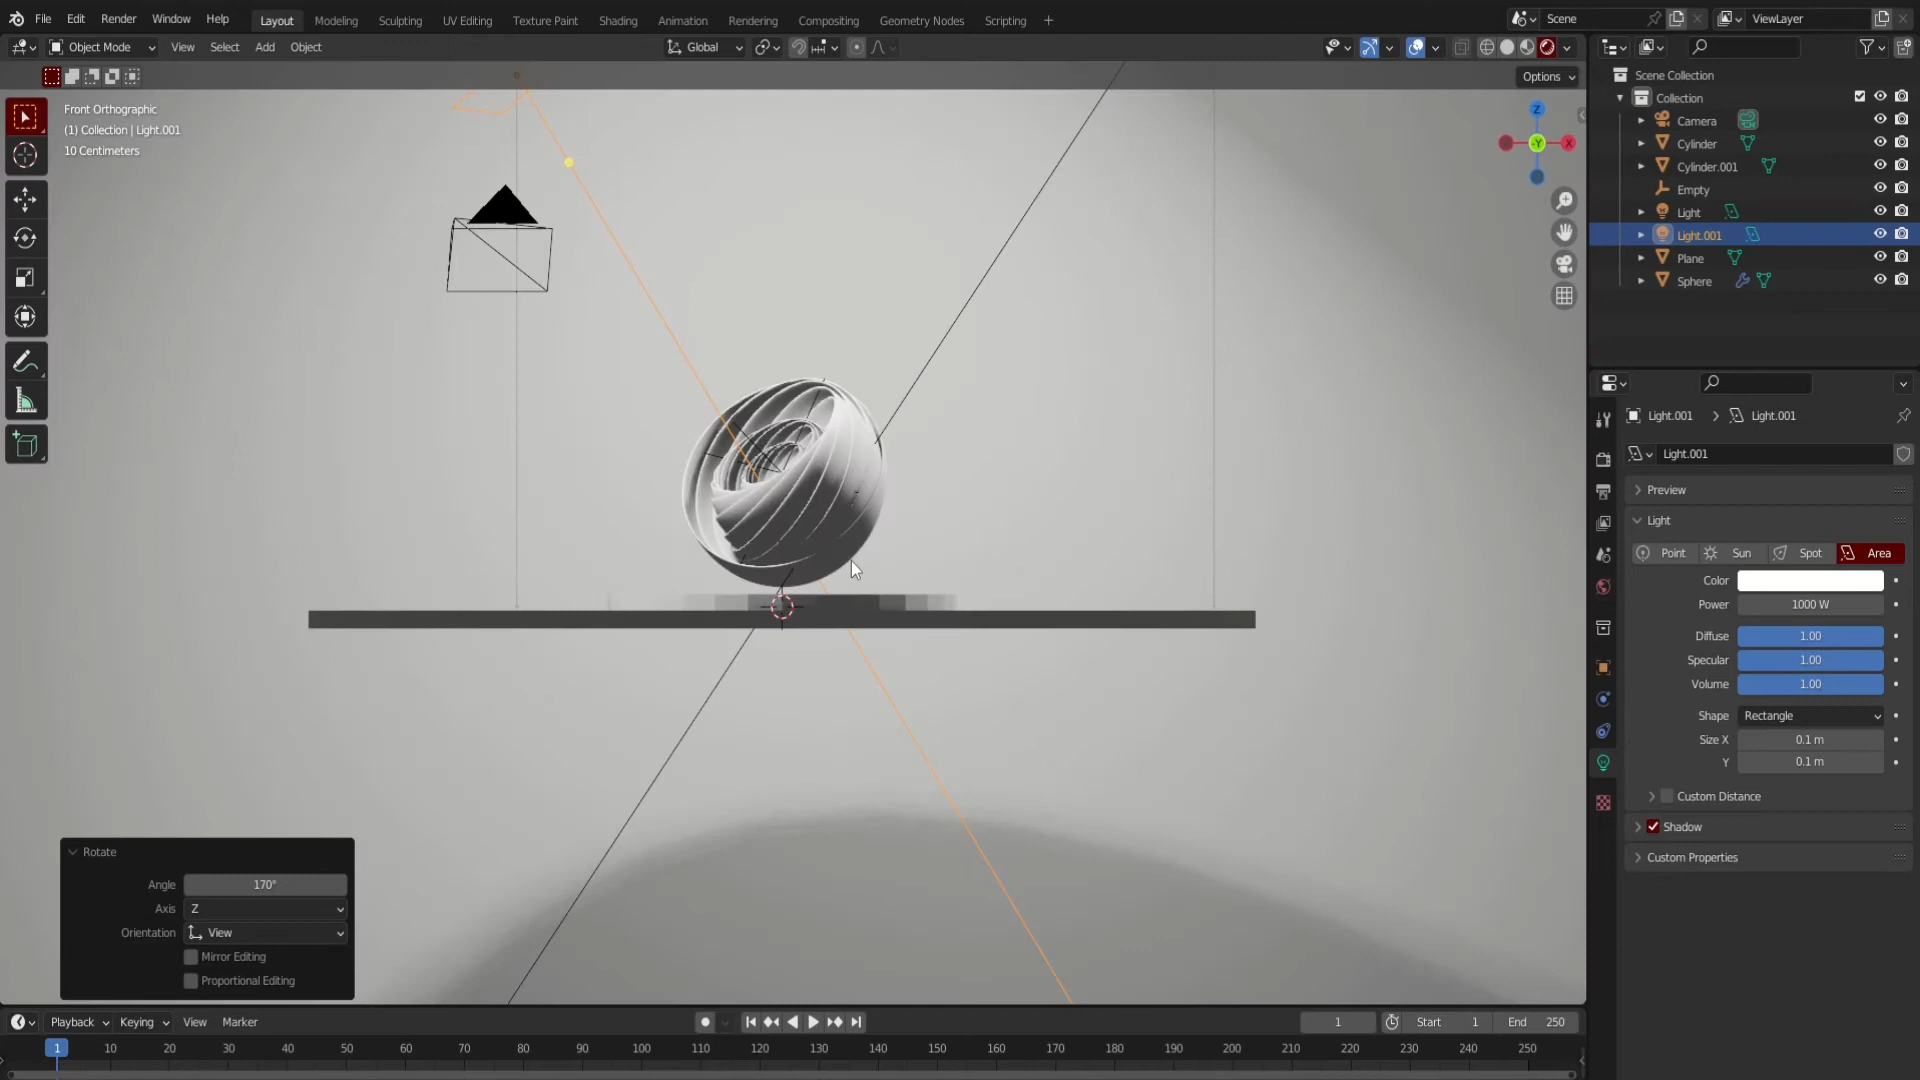 File Edit Render Window Help Layout Modeling Sculpting UV Editing Texture Paint Shading Animation Rendering Compositing Geometry Nodes Scripting + Scene ViewLayer
Object Mode View Select Add Object Global
Options
Front Orthographic
(1) Collection | Light.001
10 Centimeters
Z
X
-Y
Scene Collection
Collection
Camera
Cylinder
Cylinder.001
Empty
Light
Light.001
Plane
Sphere
Light.001 > Light.001
Light.001
Preview
Light
Point Sun Spot Area
Color
Power 1000 W
Diffuse 1.00
Specular 1.00
Volume 1.00
Shape Rectangle
Size X 0.1 m
Y 0.1 m
Custom Distance
Shadow
Custom Properties
Rotate
Angle 170°
Axis Z
Orientation View
Mirror Editing
Proportional Editing
Playback Keying View Marker 1 Start 1 End 250
1 10 20 30 40 50 60 70 80 90 100 110 120 130 140 150 160 170 180 190 200 210 220 230 240 250